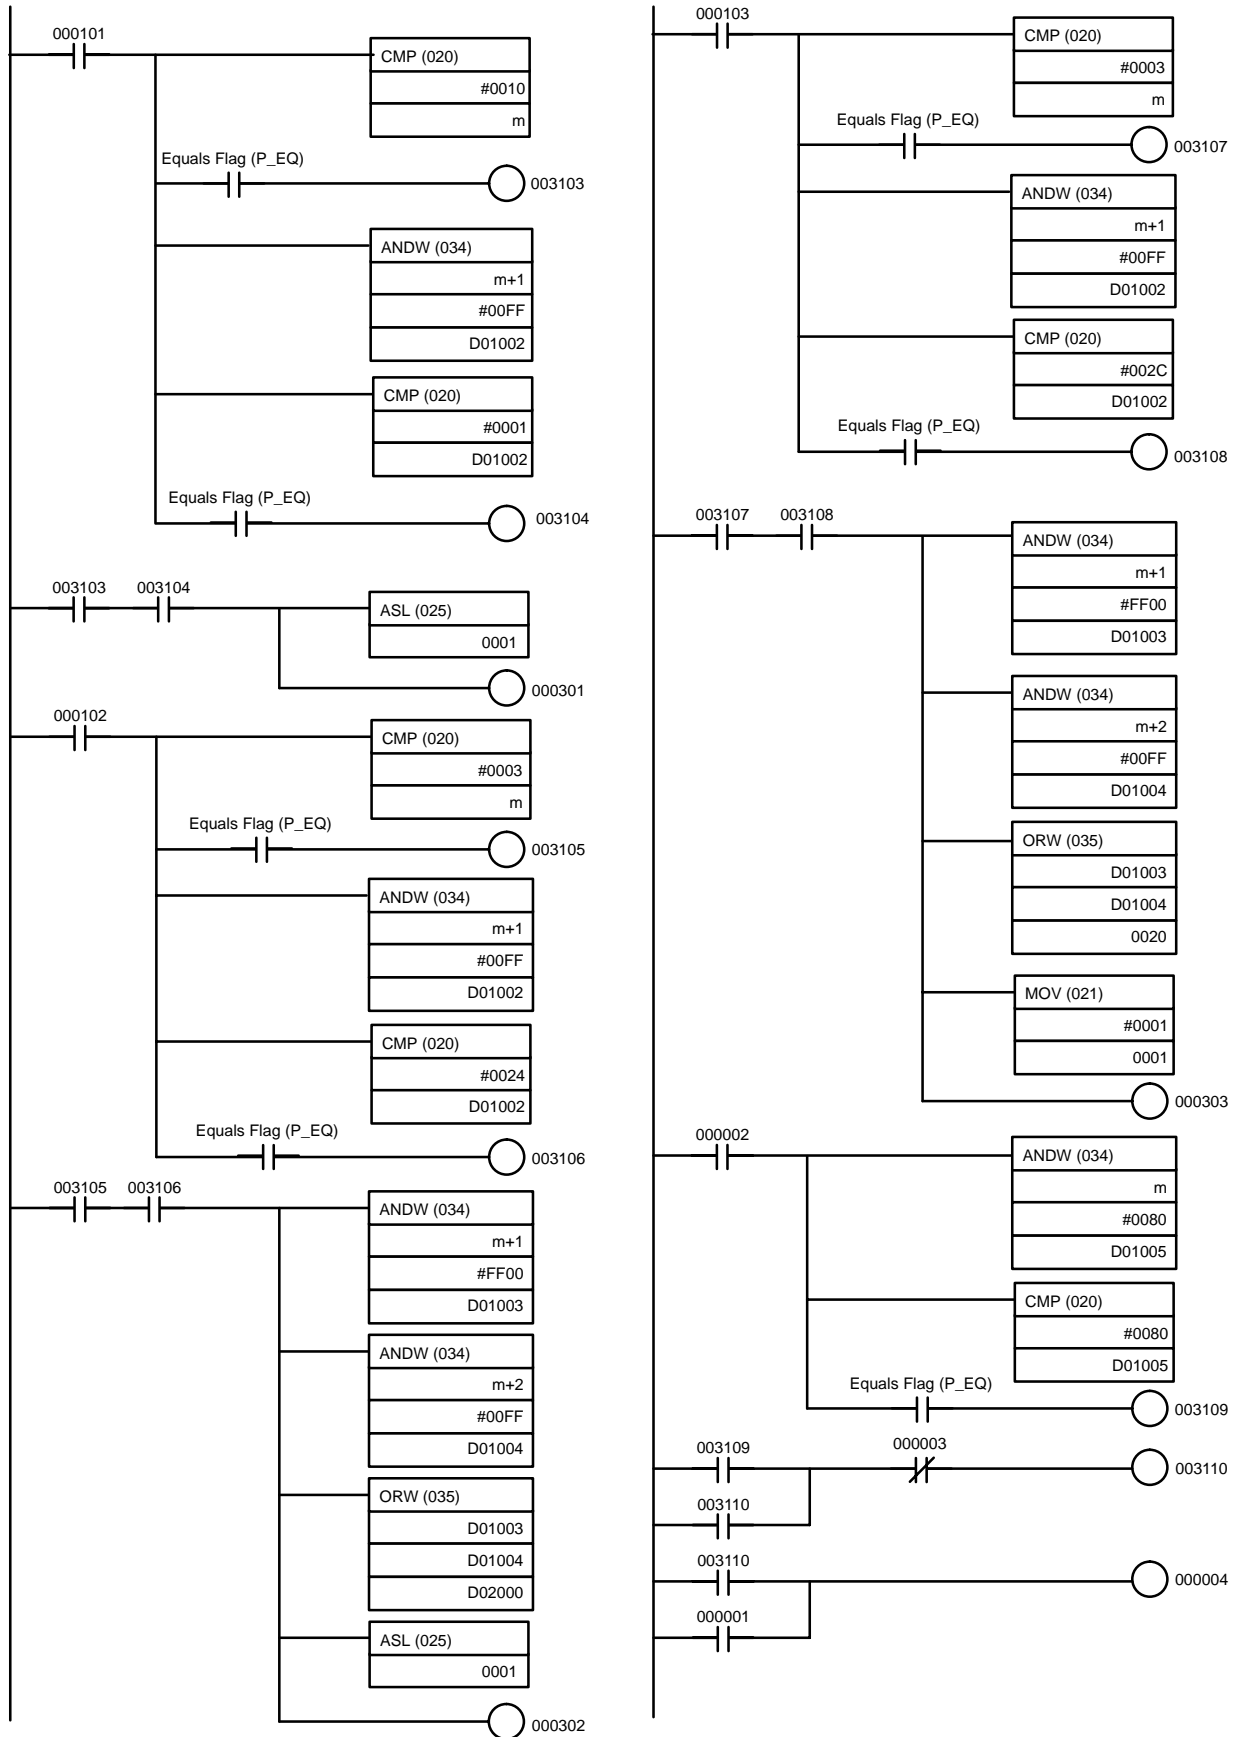 000101
CMP (020)
#0010
m
Equals Flag (P_EQ)
003103
ANDW (034)
m+1
#00FF
D01002
CMP (020)
#0001
D01002
Equals Flag (P_EQ)
003104
003103 003104
ASL (025)
0001
000301
000102
CMP (020)
#0003
m
Equals Flag (P_EQ)
003105
ANDW (034)
m+1
#00FF
D01002
CMP (020)
#0024
D01002
Equals Flag (P_EQ)
003106
003105 003106
ANDW (034)
m+1
#FF00
D01003
ANDW (034)
m+2
#00FF
D01004
ORW (035)
D01003
D01004
D02000
ASL (025)
0001
000302
000103
CMP (020)
#0003
m
Equals Flag (P_EQ)
003107
ANDW (034)
m+1
#00FF
D01002
CMP (020)
#002C
D01002
Equals Flag (P_EQ)
003108
003107 003108
ANDW (034)
m+1
#FF00
D01003
ANDW (034)
m+2
#00FF
D01004
ORW (035)
D01003
D01004
0020
MOV (021)
#0001
0001
000303
000002
ANDW (034)
m
#0080
D01005
CMP (020)
#0080
D01005
Equals Flag (P_EQ)
003109
003109 000003
003110
003110
003110
000004
000001